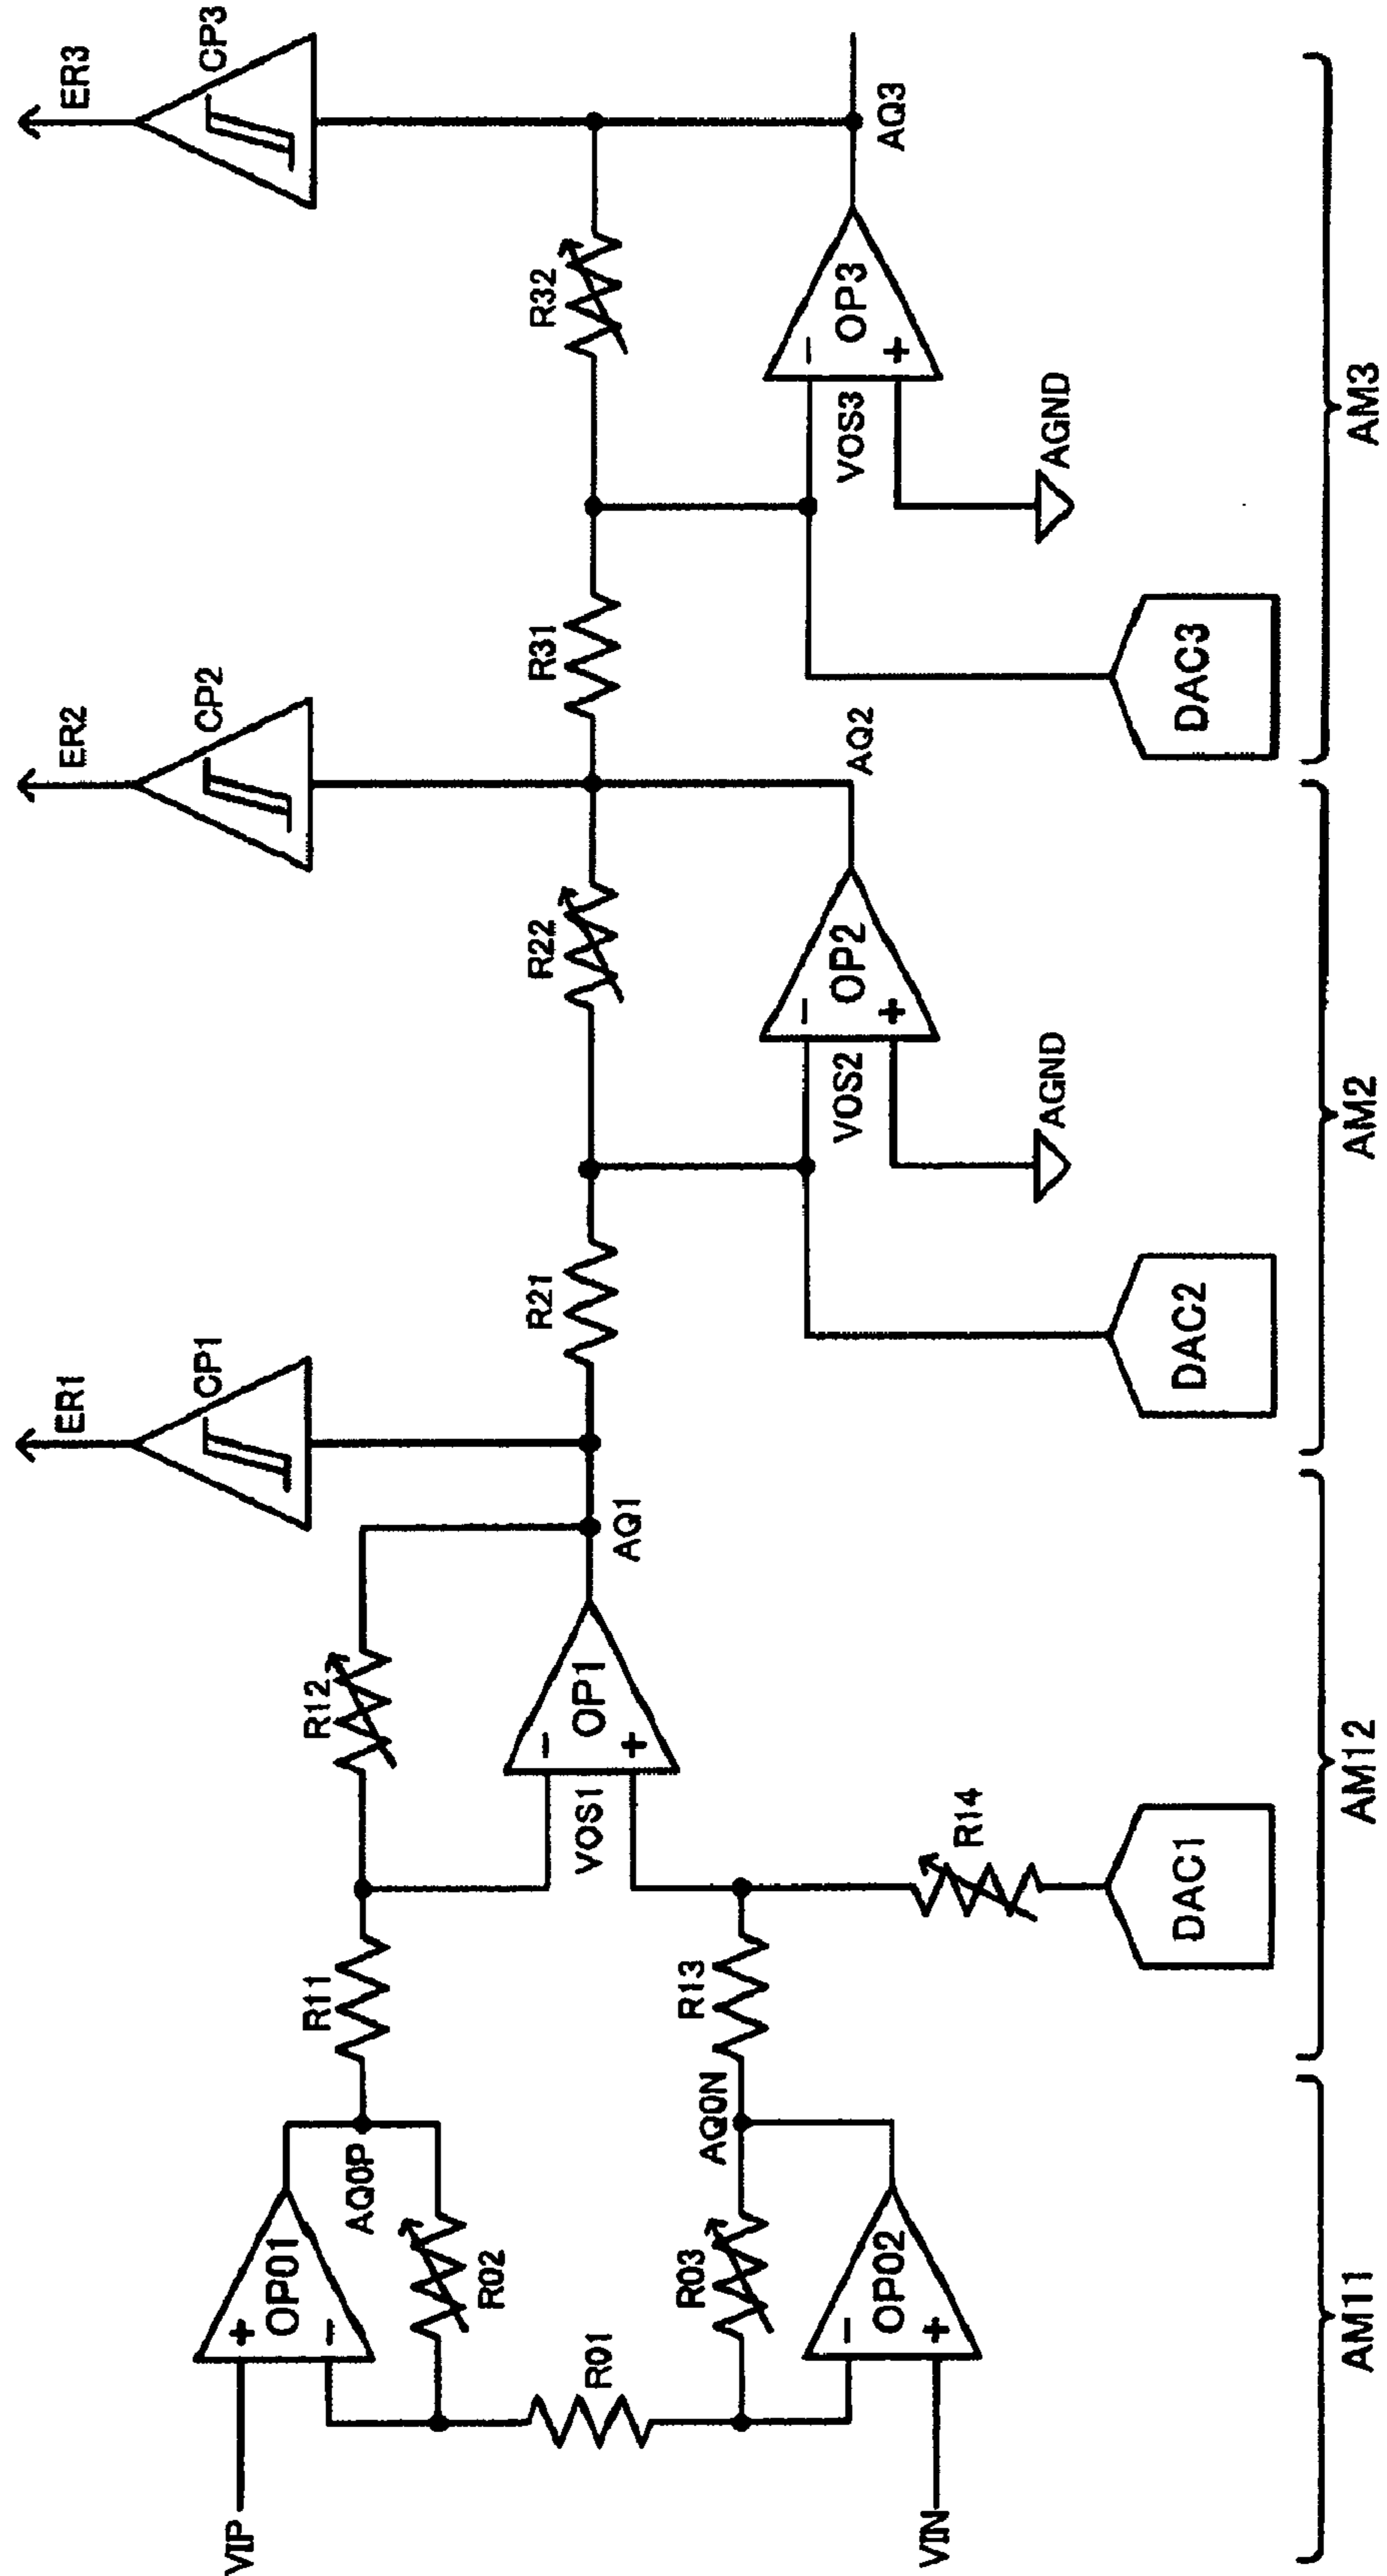 ER1
ER2
ER3
CP1
CP2
CP3
R12
R22
R32
R11
R21
R31
VIP
+
OP01
−
AQ0P
R02
R01
−
OP1
+
VOS1
AQ1
AQ2
AQ3
AQ0N
R13
R03
−
OP02
+
VIN
R14
−
OP2
+
VOS2
AGND
−
OP3
+
VOS3
AGND
DAC1
DAC2
DAC3
AM11
AM12
AM2
AM3